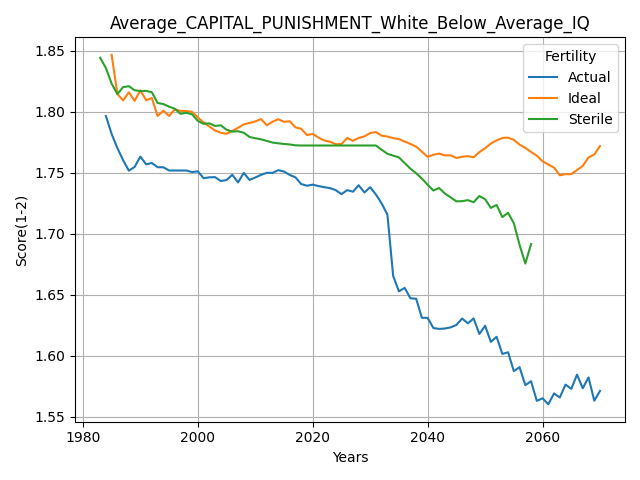 Average_CAPITAL_PUNISHMENT_White_Below_Average_IQ
Fertility
Actual
Ideal
Sterile
Score(1-2)
1.85
1.80
1.75
1.70
1.65
1.60
1.55
1980
2000
2020
2040
2060
Years